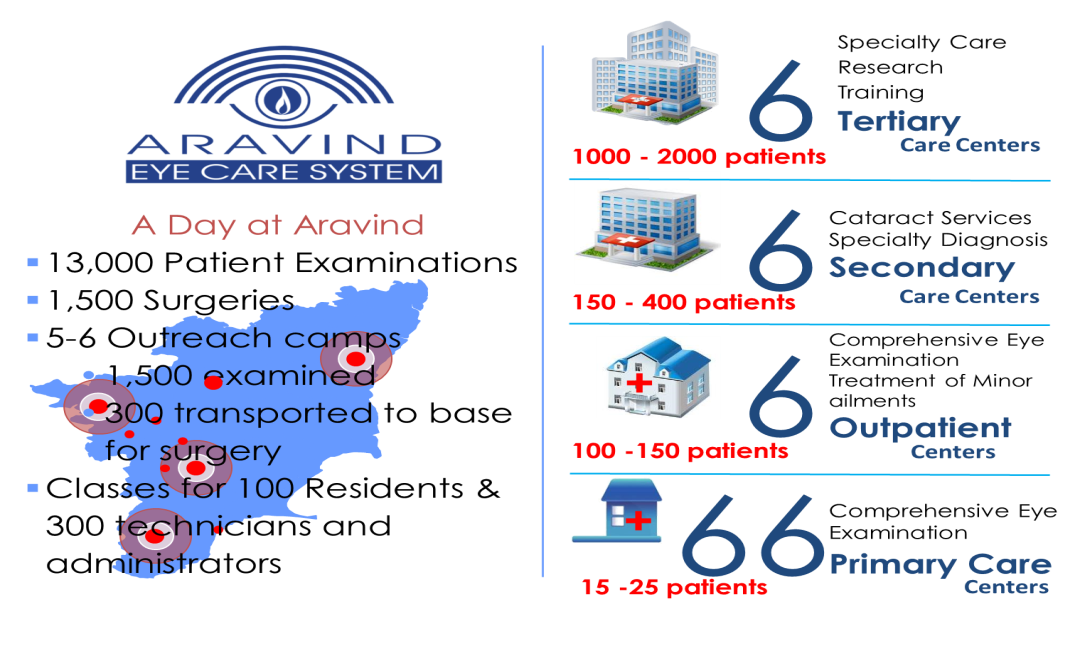 ARAVIND
EYE CARE SYSTEM
A Day at Aravind
13,000 Patient Examinations
1,500 Surgeries
5-6 Outreach camps
1,500 examined
300 transported to base
for surgery
Classes for 100 Residents &
300 technicians and
administrators
6
Specialty Care
Research
Training
Tertiary
Care Centers
1000 - 2000 patients
6
Cataract Services
Specialty Diagnosis
Secondary
Care Centers
150 - 400 patients
6
Comprehensive Eye
Examination
Treatment of Minor
ailments
Outpatient
Centers
100 -150 patients
66
Comprehensive Eye
Examination
Primary Care
Centers
15 -25 patients